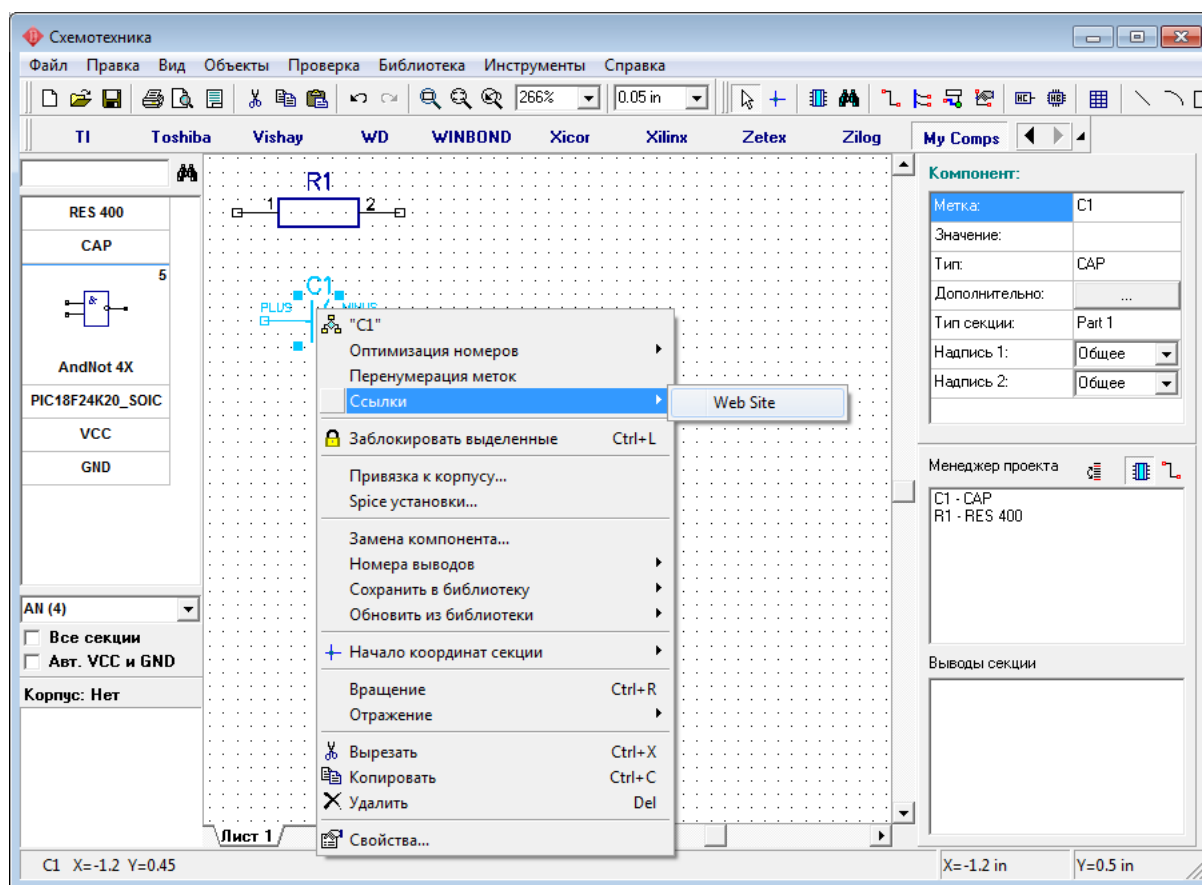 Схемотехника
Файл Правка Вид Объекты Проверка Библиотека Инструменты Справка
266% 0.05 in
TI Toshiba Vishay WD WINBOND Xicor Xilinx Zetex Zilog My Comps
RES 400
CAP
5
&
AndNot 4X
PIC18F24K20_SOIC
VCC
GND
AN (4)
Все секции
Авт. VCC и GND
Корпус: Нет
R1
1 2
C1
PLUS MINUS
"C1"
Оптимизация номеров
Перенумерация меток
Ссылки
Web Site
Заблокировать выделенные Ctrl+L
Привязка к корпусу...
Spice установки...
Замена компонента...
Номера выводов
Сохранить в библиотеку
Обновить из библиотеки
Начало координат секции
Вращение Ctrl+R
Отражение
Вырезать Ctrl+X
Копировать Ctrl+C
Удалить Del
Свойства...
Лист 1
Компонент:
Метка: C1
Значение:
Тип: CAP
Дополнительно: ...
Тип секции: Part 1
Надпись 1: Общее
Надпись 2: Общее
Менеджер проекта
C1 - CAP
R1 - RES 400
Выводы секции
C1 X=-1.2 Y=0.45
X=-1.2 in Y=0.5 in